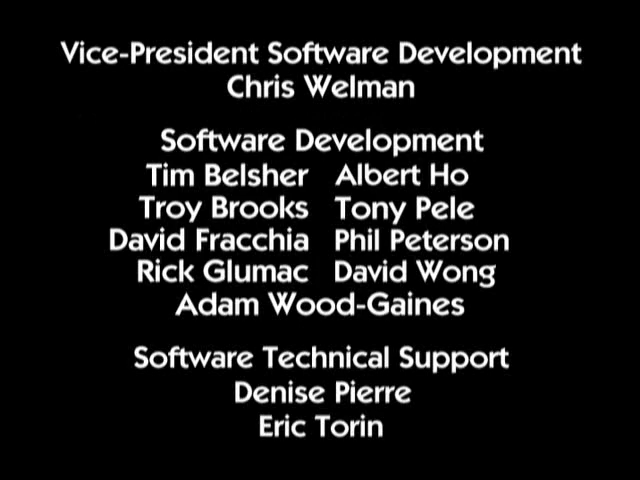 Vice-President Software Development
Chris Welman
Software Development
Tim Belsher Albert Ho
Troy Brooks Tony Pele
David Fracchia Phil Peterson
Rick Glumac David Wong
Adam Wood-Gaines
Software Technical Support
Denise Pierre
Eric Torin